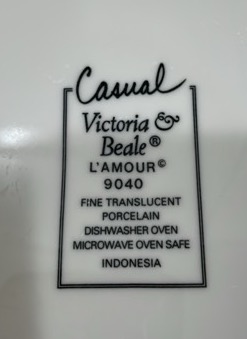 Casual
Victoria &
Beale®
L'AMOUR©
9040
FINE TRANSLUCENT
PORCELAIN
DISHWASHER OVEN
MICROWAVE OVEN SAFE
INDONESIA